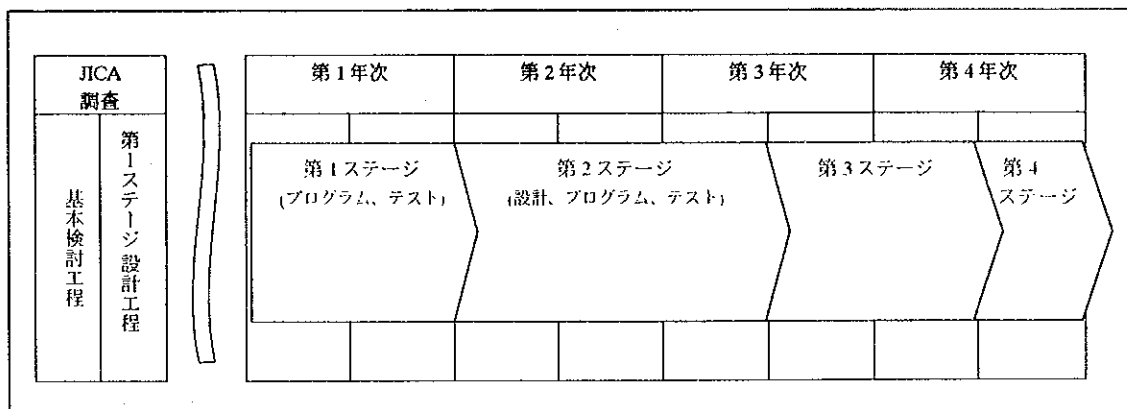 JICA
調査
基本検討工程
第1ステージ設計工程
第1年次
第2年次
第3年次
第4年次
第1ステージ
(プログラム、テスト)
第2ステージ
(設計、プログラム、テスト)
第3ステージ
第4
ステージ